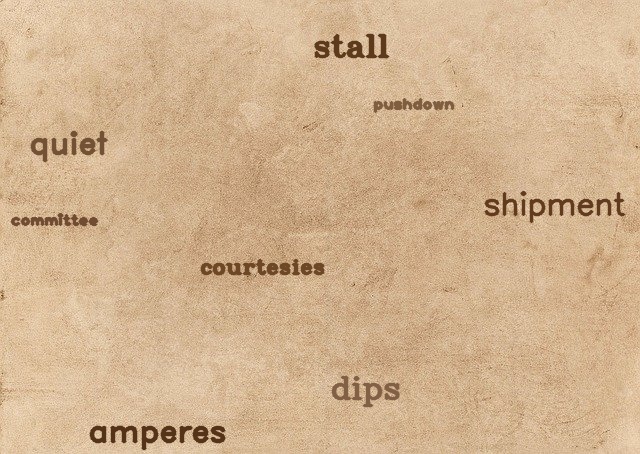 stall
pushdown
quiet
shipment
committee
courtesies
dips
amperes